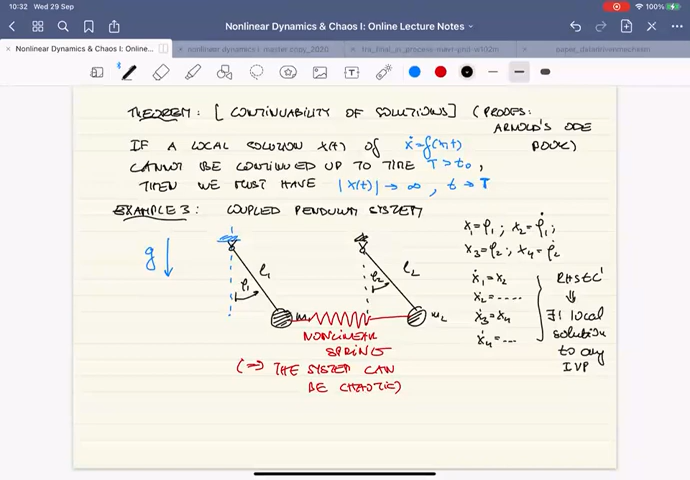 10:32 Wed 29 Sep
100%
Nonlinear Dynamics & Chaos I: Online Lecture Notes
Nonlinear Dynamics & Chaos I: Online...
nonlinear dynamics I_master copy_2020
THEOREM: [CONTINUABILITY OF SOLUTIONS] (PROOFS:
ARNOLD'S ODE
BOOK)
IF A LOCAL SOLUTION X(t) OF ẋ=f(x,t)
CANNOT BE CONTINUED UP TO TIME T>t₀,
THEN WE MUST HAVE |X(t)| → ∞, t → T
EXAMPLE 3: COUPLED PENDULUM SYSTEM
g
φ₁
l₁
m₁
φ₂
l₂
m₂
NONLINEAR
SPRING
(⇒ THE SYSTEM CAN
BE CHAOTIC)
x₁=φ₁; x₂=φ̇₁;
x₃=φ₂; x₄=φ̇₂
ẋ₁=x₂
ẋ₂=.....
ẋ₃=x₄
ẋ₄=...
RHS∈C¹
⇓
∃! local
solution
to any
IVP